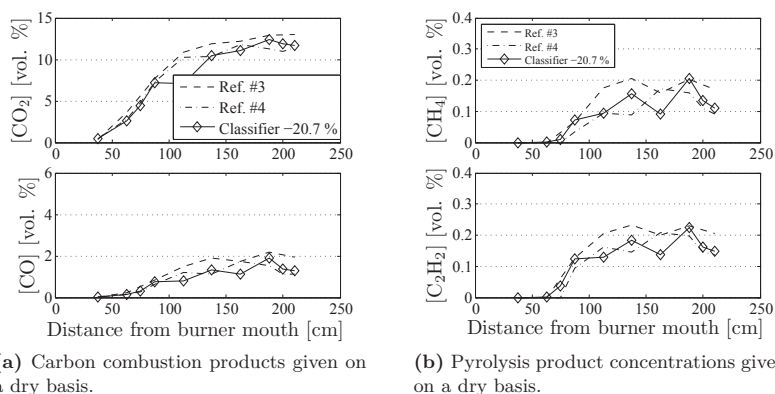 [CO2] [vol. %]
15
10
5
0
0 50 100 150 200 250
Ref. #3
Ref. #4
Classifier −20.7 %
[CO] [vol. %]
6
4
2
0
0 50 100 150 200 250
Distance from burner mouth [cm]
(a) Carbon combustion products given on
a dry basis.
[CH4] [vol. %]
0.4
0.3
0.2
0.1
0
0 50 100 150 200 250
Ref. #3
Ref. #4
Classifier −20.7 %
[C2H2] [vol. %]
0.4
0.3
0.2
0.1
0
0 50 100 150 200 250
Distance from burner mouth [cm]
(b) Pyrolysis product concentrations give
on a dry basis.